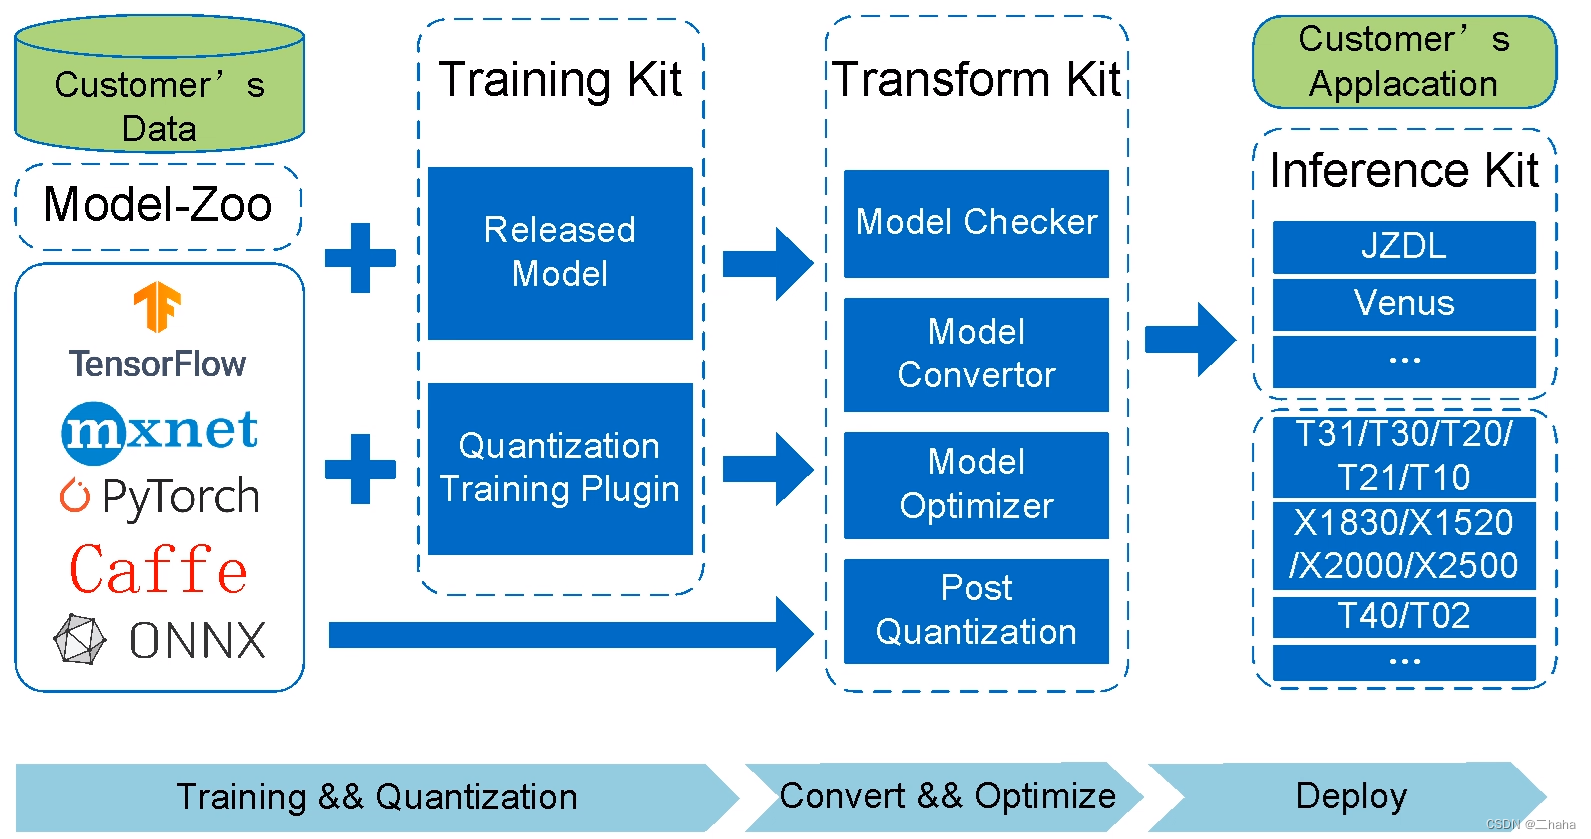 Customer’s
Data
Model-Zoo
TensorFlow
mxnet
PyTorch
Caffe
ONNX
Training Kit
Released
Model
Quantization
Training Plugin
Transform Kit
Model Checker
Model
Convertor
Model
Optimizer
Post
Quantization
Customer’s
Applacation
Inference Kit
JZDL
Venus
...
T31/T30/T20/
T21/T10
X1830/X1520
/X2000/X2500
T40/T02
...
Training && Quantization
Convert && Optimize
Deploy
CSDN @二haha